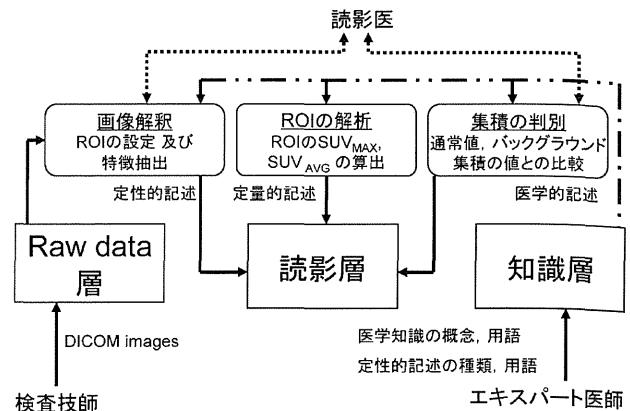 読影医
画像解釈
ROIの設定 及び
特徴抽出
ROIの解析
ROIのSUVMAX,
SUVAVG の算出
集積の判別
通常値, バックグラウンド
集積の値との比較
定性的記述
定量的記述
医学的記述
Raw data
層
読影層
知識層
DICOM images
医学知識の概念, 用語
定性的記述の種類, 用語
検査技師
エキスパート医師